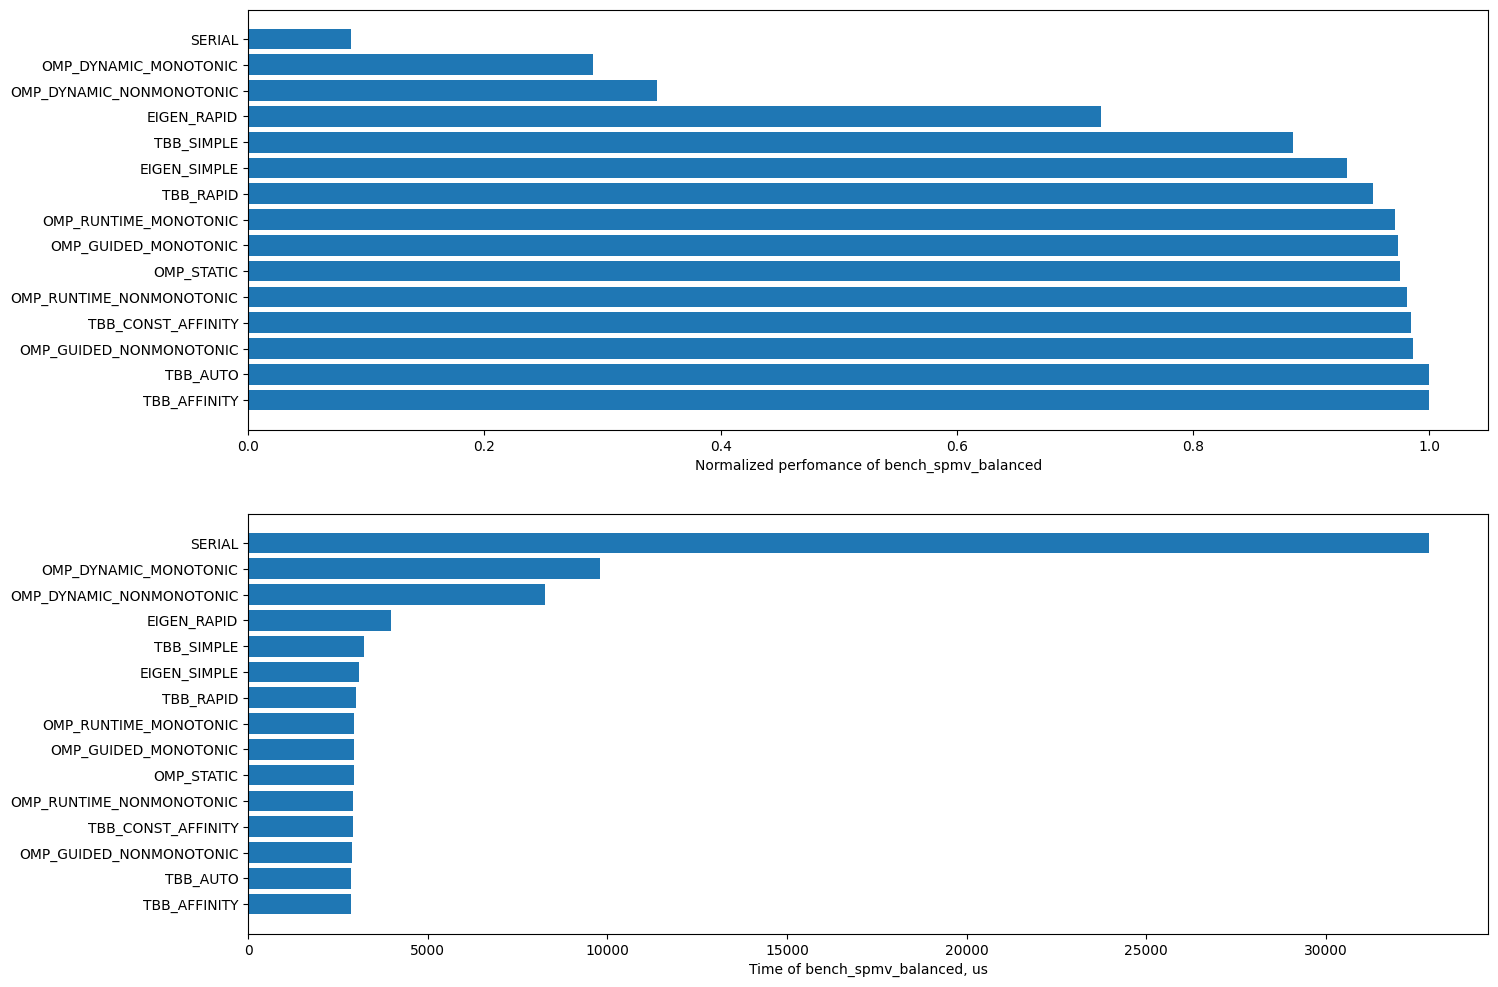 SERIAL
OMP_DYNAMIC_MONOTONIC
OMP_DYNAMIC_NONMONOTONIC
EIGEN_RAPID
TBB_SIMPLE
EIGEN_SIMPLE
TBB_RAPID
OMP_RUNTIME_MONOTONIC
OMP_GUIDED_MONOTONIC
OMP_STATIC
OMP_RUNTIME_NONMONOTONIC
TBB_CONST_AFFINITY
OMP_GUIDED_NONMONOTONIC
TBB_AUTO
TBB_AFFINITY
0.0 0.2 0.4 0.6 0.8 1.0
Normalized perfomance of bench_spmv_balanced
SERIAL
OMP_DYNAMIC_MONOTONIC
OMP_DYNAMIC_NONMONOTONIC
EIGEN_RAPID
TBB_SIMPLE
EIGEN_SIMPLE
TBB_RAPID
OMP_RUNTIME_MONOTONIC
OMP_GUIDED_MONOTONIC
OMP_STATIC
OMP_RUNTIME_NONMONOTONIC
TBB_CONST_AFFINITY
OMP_GUIDED_NONMONOTONIC
TBB_AUTO
TBB_AFFINITY
0 5000 10000 15000 20000 25000 30000
Time of bench_spmv_balanced, us